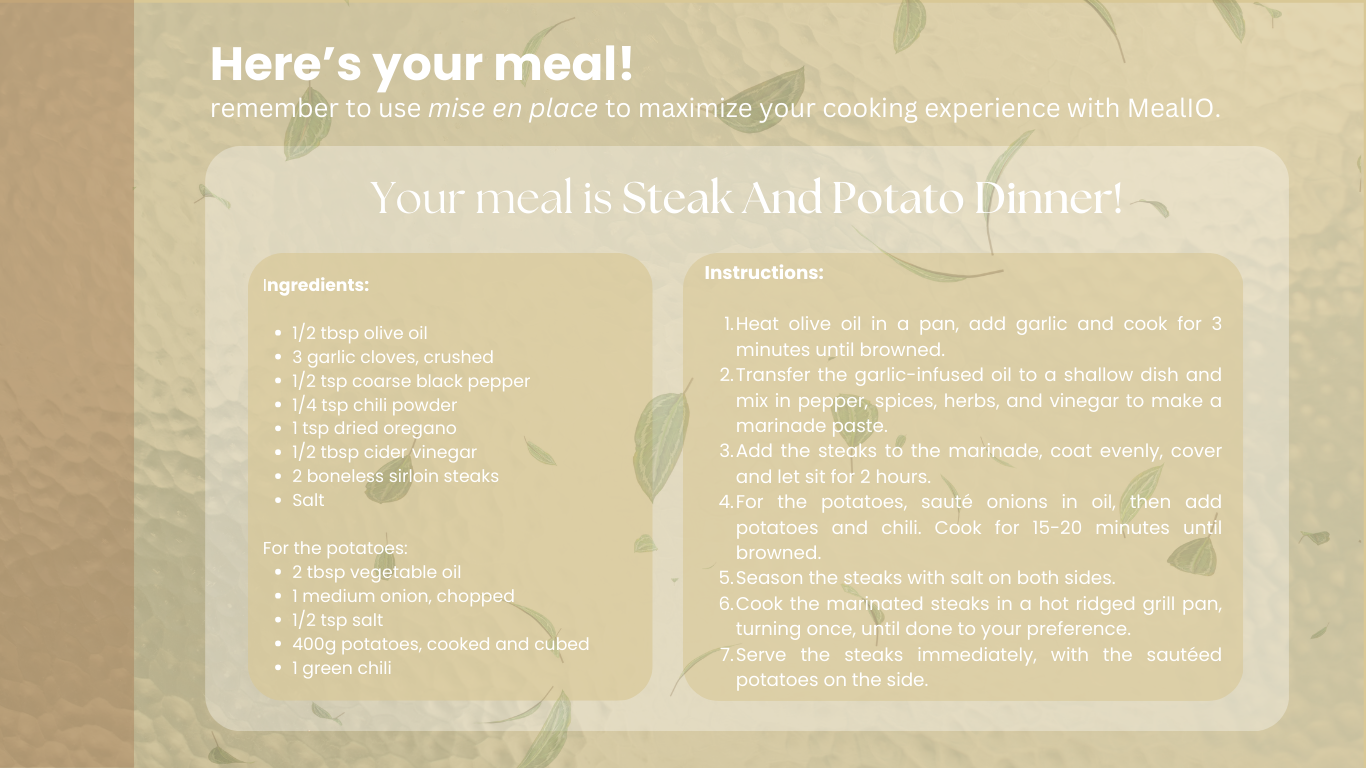 Here's your meal!
remember to use mise en place to maximize your cooking experience with MealIO.
Your meal is Steak And Potato Dinner!
Ingredients:
• 1/2 tbsp olive oil
• 3 garlic cloves, crushed
• 1/2 tsp coarse black pepper
• 1/4 tsp chili powder
• 1 tsp dried oregano
• 1/2 tbsp cider vinegar
• 2 boneless sirloin steaks
• Salt
For the potatoes:
• 2 tbsp vegetable oil
• 1 medium onion, chopped
• 1/2 tsp salt
• 400g potatoes, cooked and cubed
• 1 green chili
Instructions:
1. Heat olive oil in a pan, add garlic and cook for 3
minutes until browned.
2. Transfer the garlic-infused oil to a shallow dish and
mix in pepper, spices, herbs, and vinegar to make a
marinade paste.
3. Add the steaks to the marinade, coat evenly, cover
and let sit for 2 hours.
4. For the potatoes, sauté onions in oil, then add
potatoes and chili. Cook for 15-20 minutes until
browned.
5. Season the steaks with salt on both sides.
6. Cook the marinated steaks in a hot ridged grill pan,
turning once, until done to your preference.
7. Serve the steaks immediately, with the sautéed
potatoes on the side.